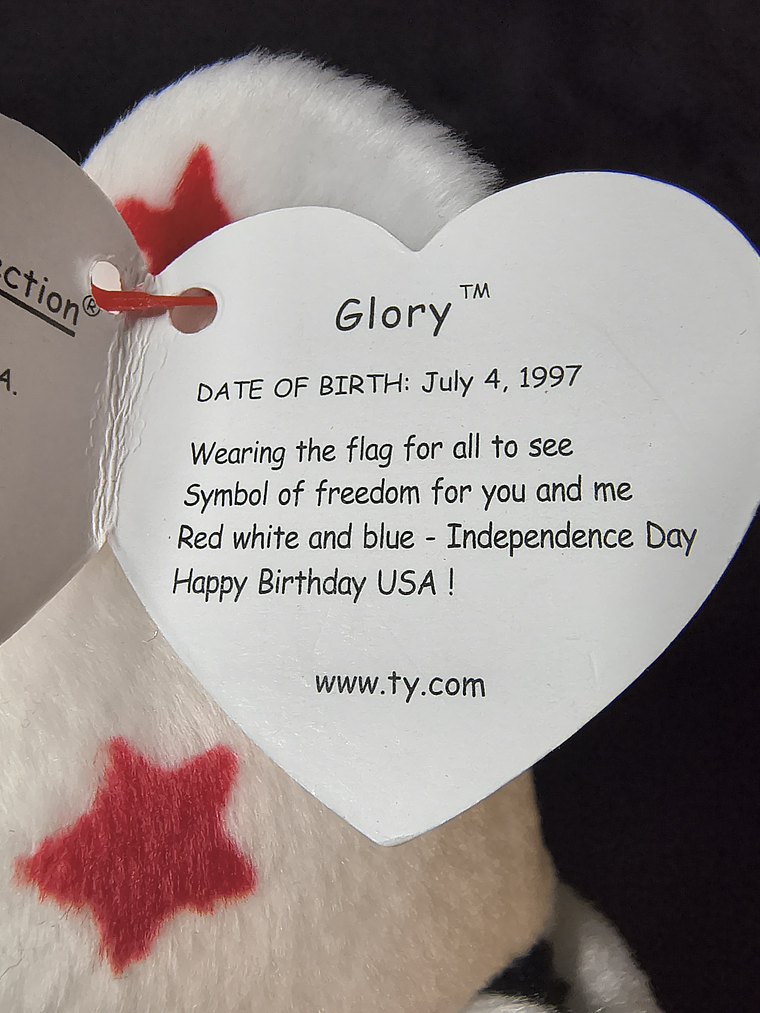 ection®
A.
Glory™
DATE OF BIRTH: July 4, 1997
Wearing the flag for all to see
Symbol of freedom for you and me
Red white and blue - Independence Day
Happy Birthday USA !
www.ty.com